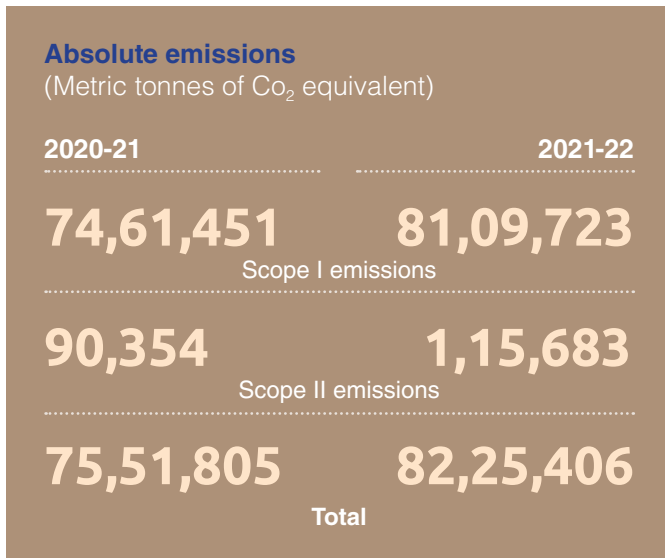 Absolute emissions
(Metric tonnes of Co₂ equivalent)
2020-21 2021-22
74,61,451 81,09,723
Scope I emissions
90,354 1,15,683
Scope II emissions
75,51,805 82,25,406
Total